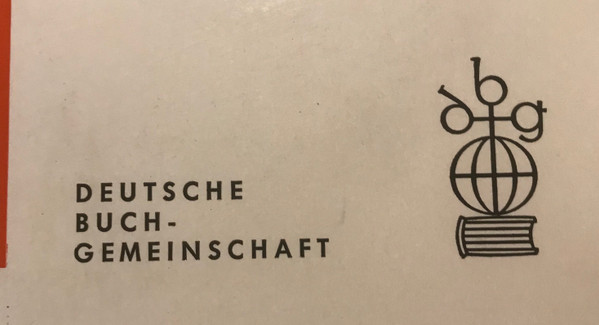 DEUTSCHE
BUCH-
GEMEINSCHAFT
dbg